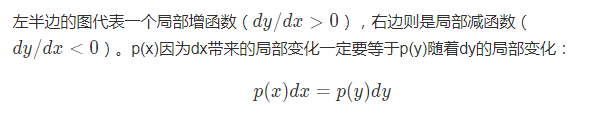 左半边的图代表一个局部增函数（dy/dx > 0），右边则是局部减函数（
dy/dx < 0）。p(x)因为dx带来的局部变化一定要等于p(y)随着dy的局部变化：
p(x)dx = p(y)dy